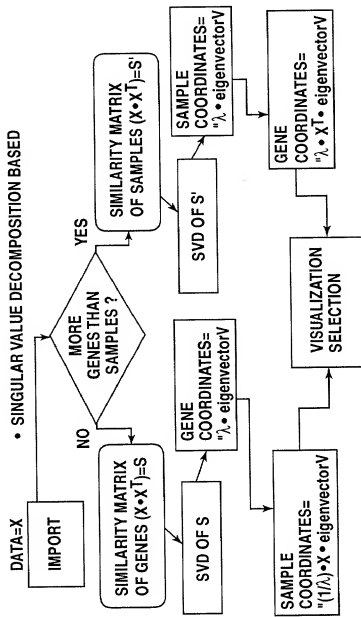 • SINGULAR VALUE DECOMPOSITION BASED
DATA=X
IMPORT
MORE
GENES THAN
SAMPLES ?
NO
YES
SIMILARITY MATRIX
OF GENES (X•X^T)=S
SIMILARITY MATRIX
OF SAMPLES (X•X^T)=S'
SVD OF S
SVD OF S'
GENE
COORDINATES=
"λ • eigenvectorV
SAMPLE
COORDINATES=
"λ • eigenvectorV
SAMPLE
COORDINATES=
"(1/λ)•X • eigenvectorV
GENE
COORDINATES=
"λ • X^T • eigenvectorV
VISUALIZATION
SELECTION